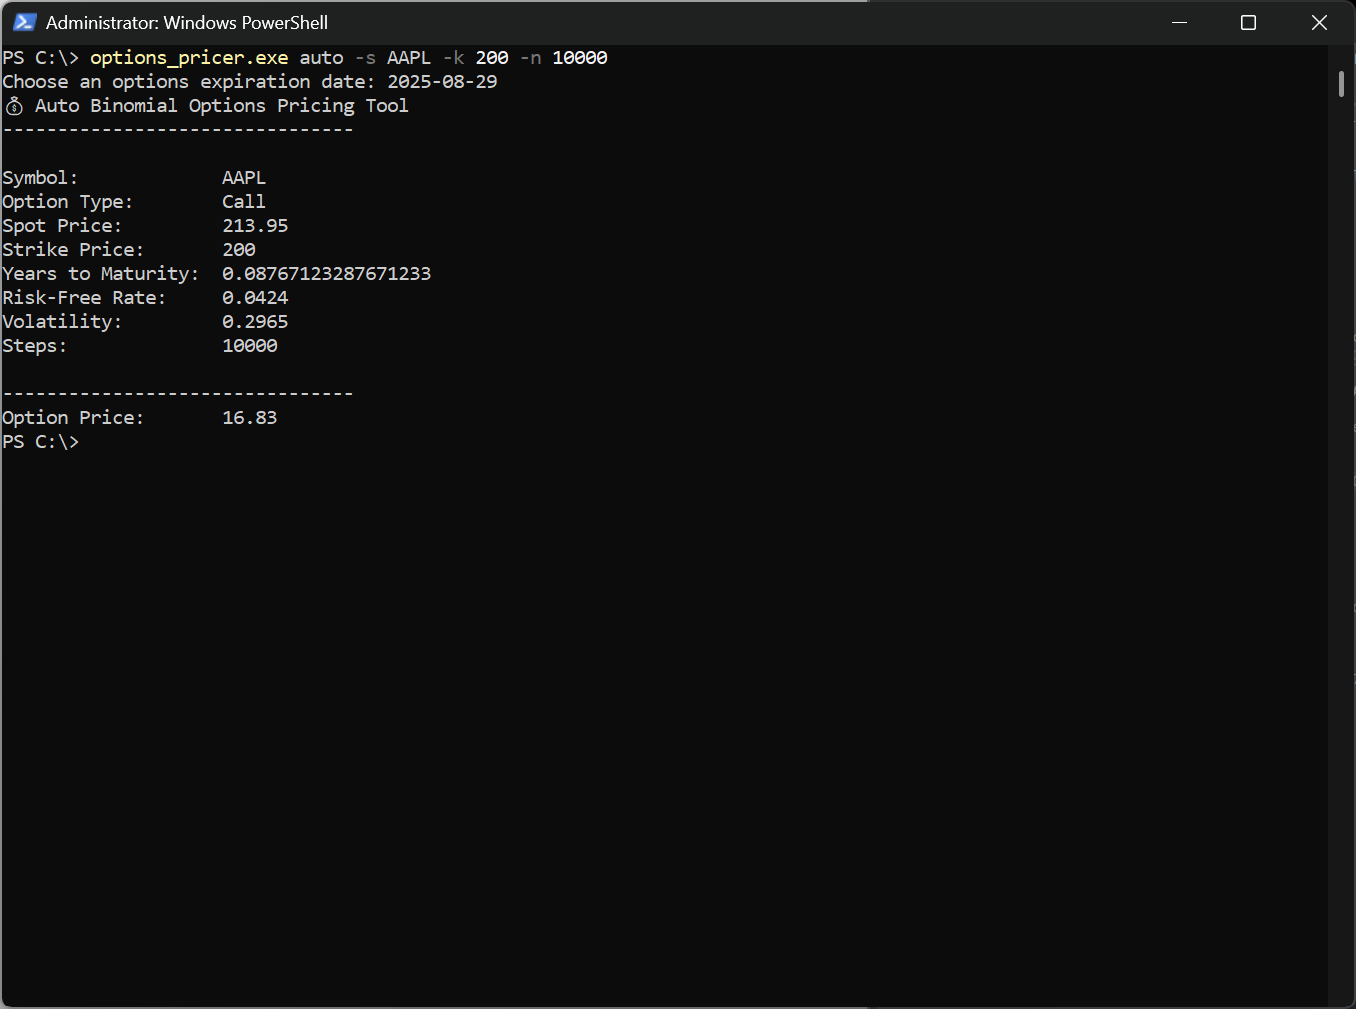 Administrator: Windows PowerShell
PS C:\> options_pricer.exe auto -s AAPL -k 200 -n 10000
Choose an options expiration date: 2025-08-29
💰 Auto Binomial Options Pricing Tool
--------------------------------
Symbol: AAPL
Option Type: Call
Spot Price: 213.95
Strike Price: 200
Years to Maturity: 0.08767123287671233
Risk-Free Rate: 0.0424
Volatility: 0.2965
Steps: 10000
--------------------------------
Option Price: 16.83
PS C:\>